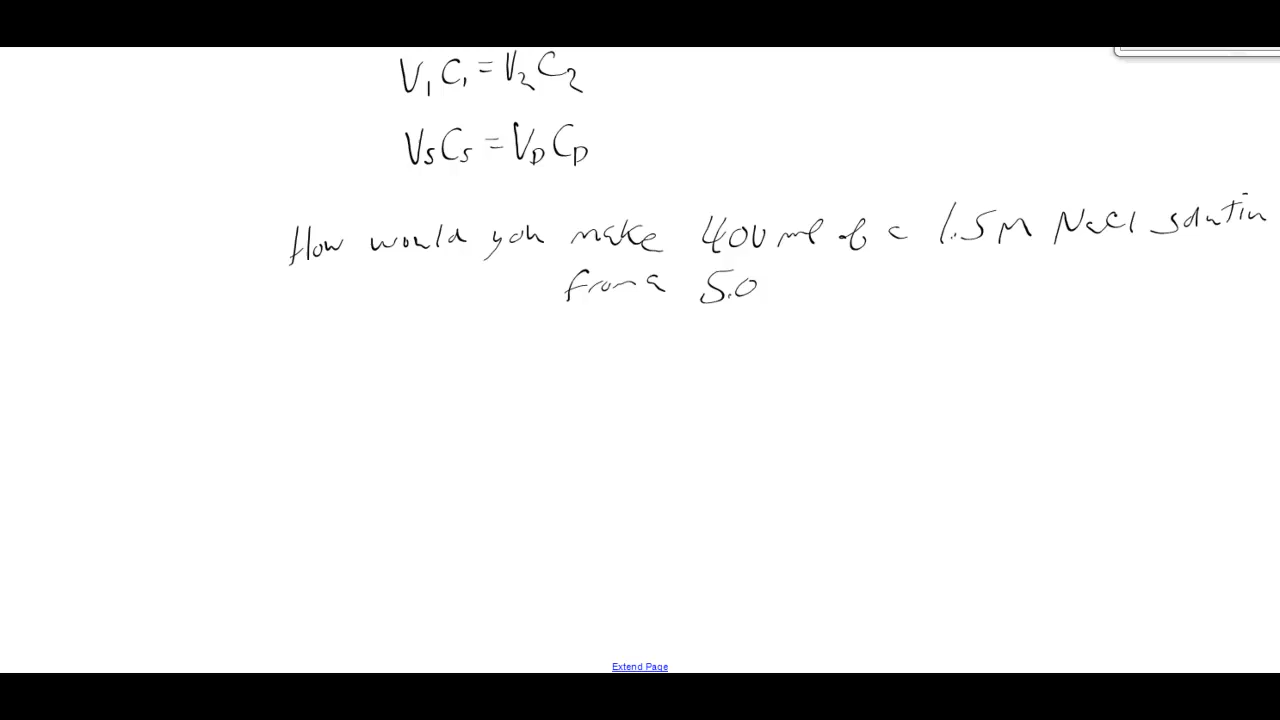 V₁C₁ = V₂C₂
VsCs = VDCD
How would you make 400 ml of a 1.5M NaCl solutin
from a 5.0
Extend Page